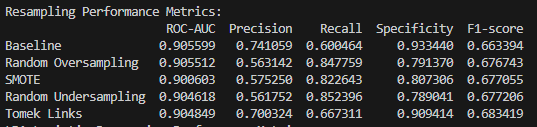 Resampling Performance Metrics:
ROC-AUC Precision Recall Specificity F1-score
Baseline 0.905599 0.741059 0.600464 0.933440 0.663394
Random Oversampling 0.905512 0.563142 0.847759 0.791370 0.676743
SMOTE 0.900603 0.575250 0.822643 0.807306 0.677055
Random Undersampling 0.904618 0.561752 0.852396 0.789041 0.677206
Tomek Links 0.904849 0.700324 0.667311 0.909414 0.683419